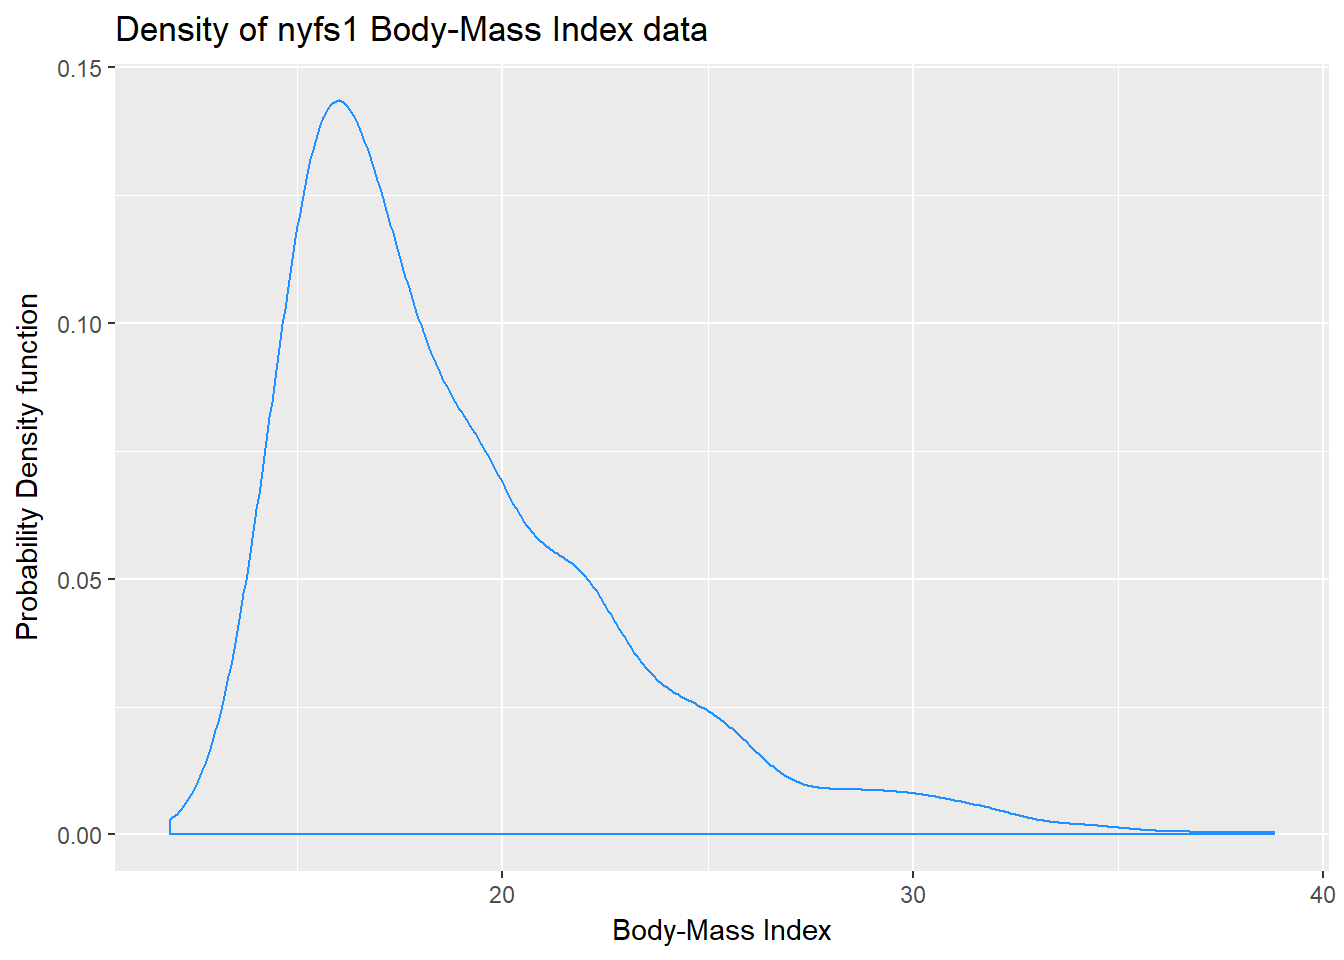 Density of nyfs1 Body-Mass Index data
Probability Density function
0.15
0.10
0.05
0.00
20
30
40
Body-Mass Index